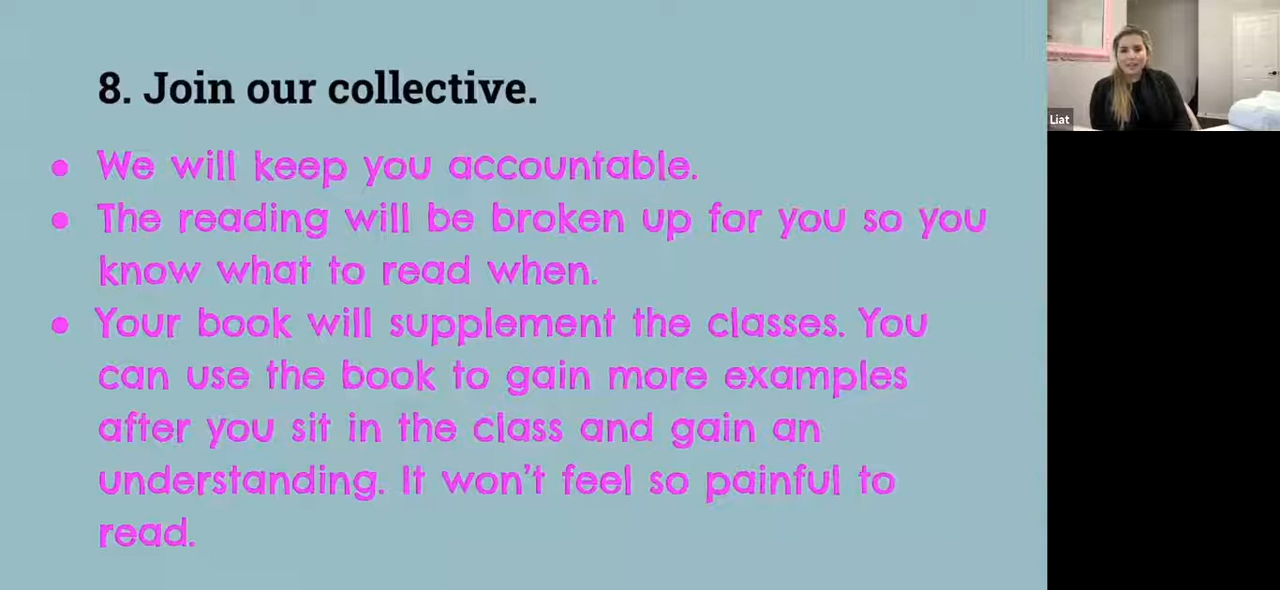 8. Join our collective.
● We will keep you accountable.
● The reading will be broken up for you so you
know what to read when.
● Your book will supplement the classes. You
can use the book to gain more examples
after you sit in the class and gain an
understanding. It won't feel so painful to
read.
Liat